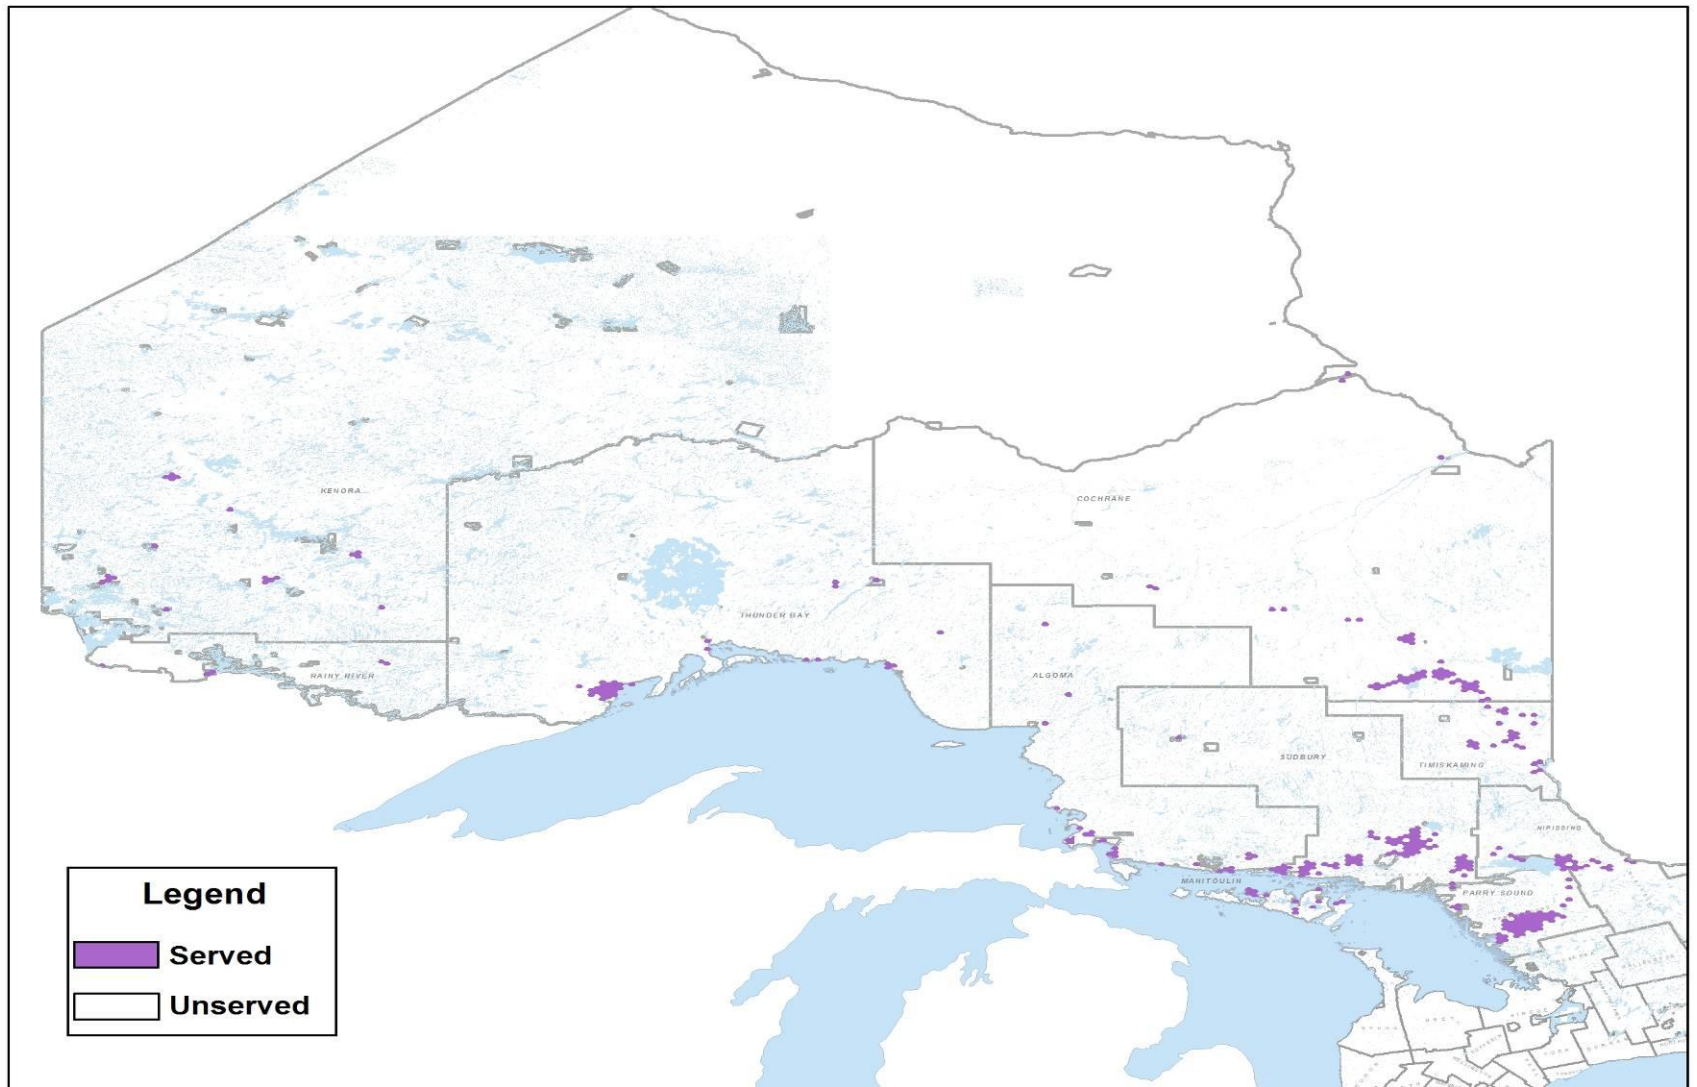 KENORA
COCHRANE
THUNDER BAY
RAINY RIVER
ALGOMA
SUDBURY
TIMISKAMING
NIPISSING
MANITOULIN
PARRY SOUND
Legend
Served
Unserved